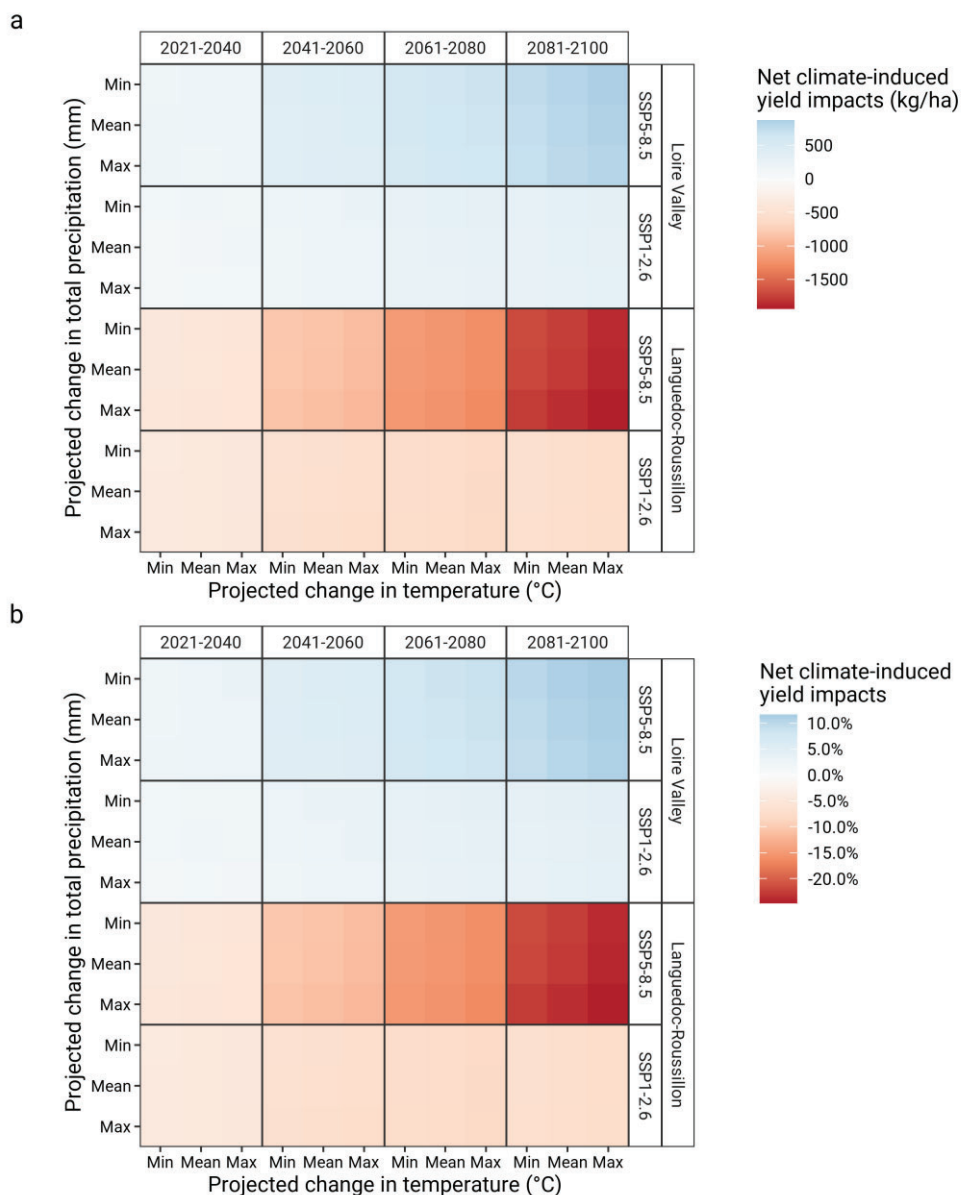 a
2021-2040 2041-2060 2061-2080 2081-2100
Projected change in total precipitation (mm)
Min
Mean
Max
Min
Mean
Max
Min
Mean
Max
Min
Mean
Max
SSP5-8.5
SSP1-2.6
SSP5-8.5
SSP1-2.6
Loire Valley
Languedoc-Roussillon
Min Mean Max Min Mean Max Min Mean Max Min Mean Max
Projected change in temperature (°C)
Net climate-induced
yield impacts (kg/ha)
500
0
-500
-1000
-1500
b
2021-2040 2041-2060 2061-2080 2081-2100
Projected change in total precipitation (mm)
Min
Mean
Max
Min
Mean
Max
Min
Mean
Max
Min
Mean
Max
SSP5-8.5
SSP1-2.6
SSP5-8.5
SSP1-2.6
Loire Valley
Languedoc-Roussillon
Min Mean Max Min Mean Max Min Mean Max Min Mean Max
Projected change in temperature (°C)
Net climate-induced
yield impacts
10.0%
5.0%
0.0%
-5.0%
-10.0%
-15.0%
-20.0%